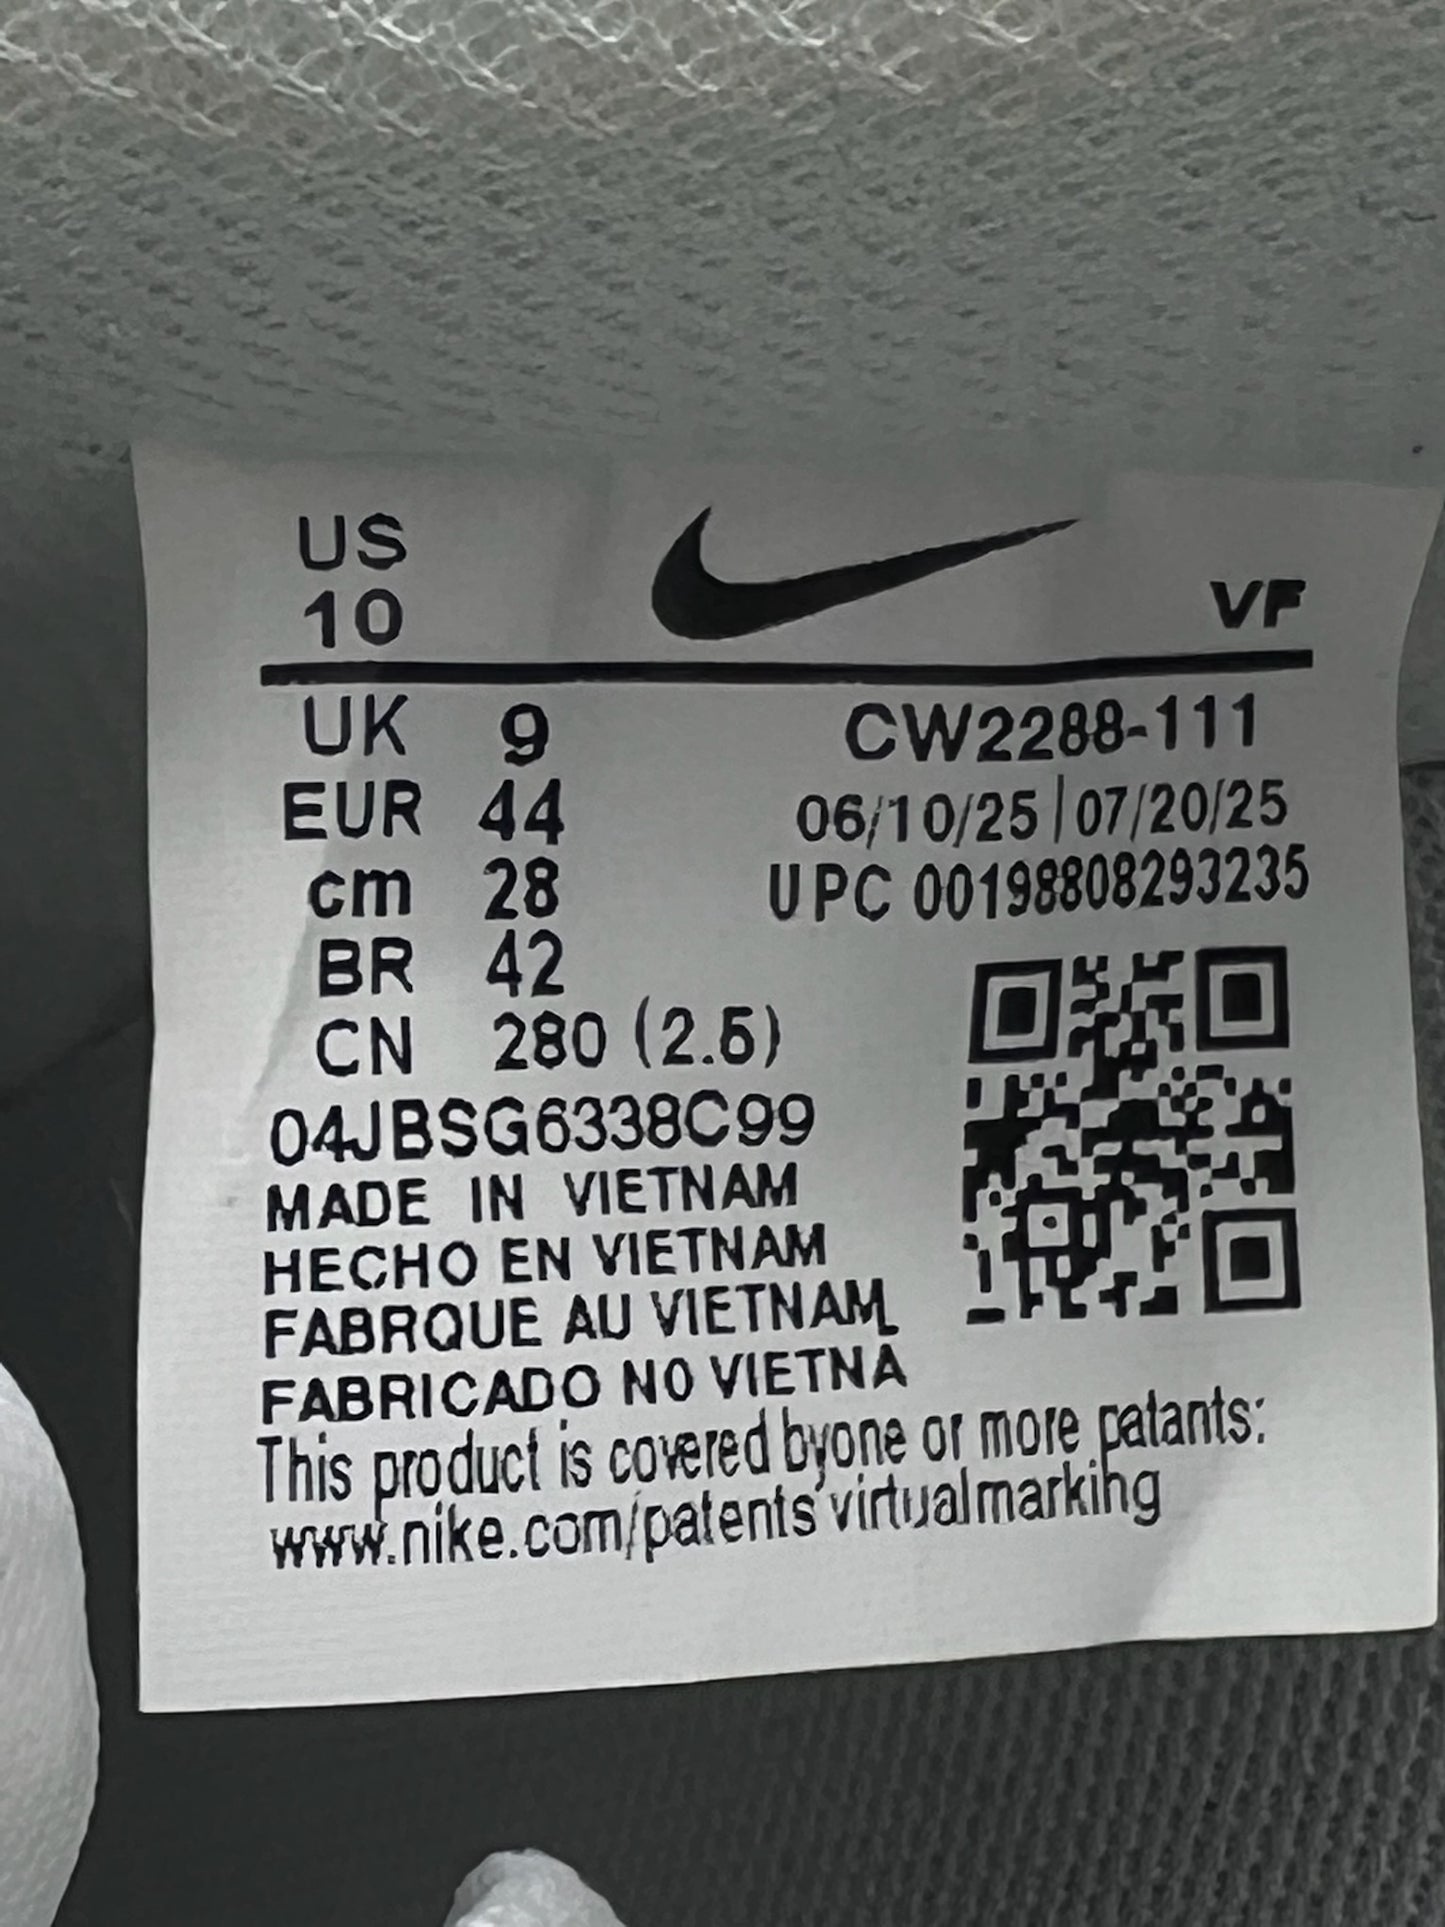 US
10
VF
UK 9
CW2288-111
EUR 44
06/10/25 | 07/20/25
cm 28
UPC 00198808293235
BR 42
CN 280 (2.5)
04JBSG6338C99
MADE IN VIETNAM
HECHO EN VIETNAM
FABRQUE AU VIETNAM
FABRICADO NO VIETNA
This product is covered byone or more patants:
www.nike.com/patents'virtualmarkihg